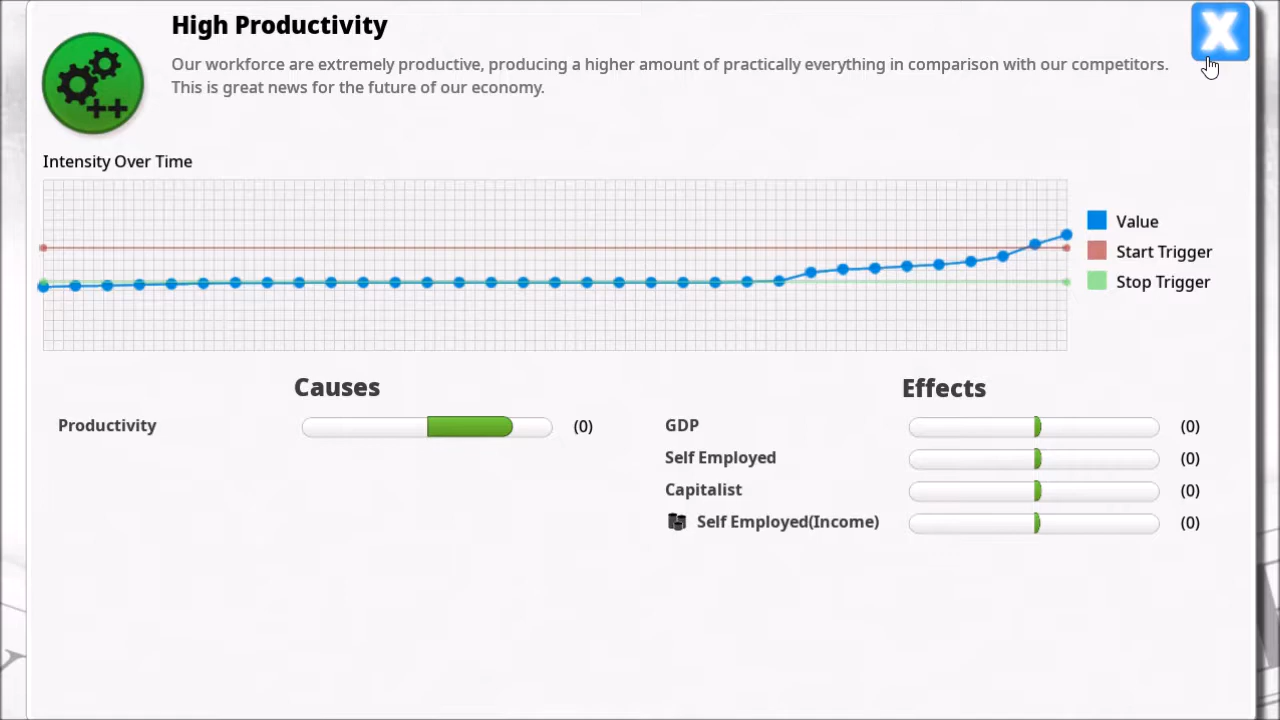 High Productivity
X
Our workforce are extremely productive, producing a higher amount of practically everything in comparison with our competitors.
This is great news for the future of our economy.
++
Intensity Over Time
Value
Start Trigger
Stop Trigger
Causes
Effects
Productivity (0)
GDP (0)
Self Employed (0)
Capitalist (0)
Self Employed(Income) (0)